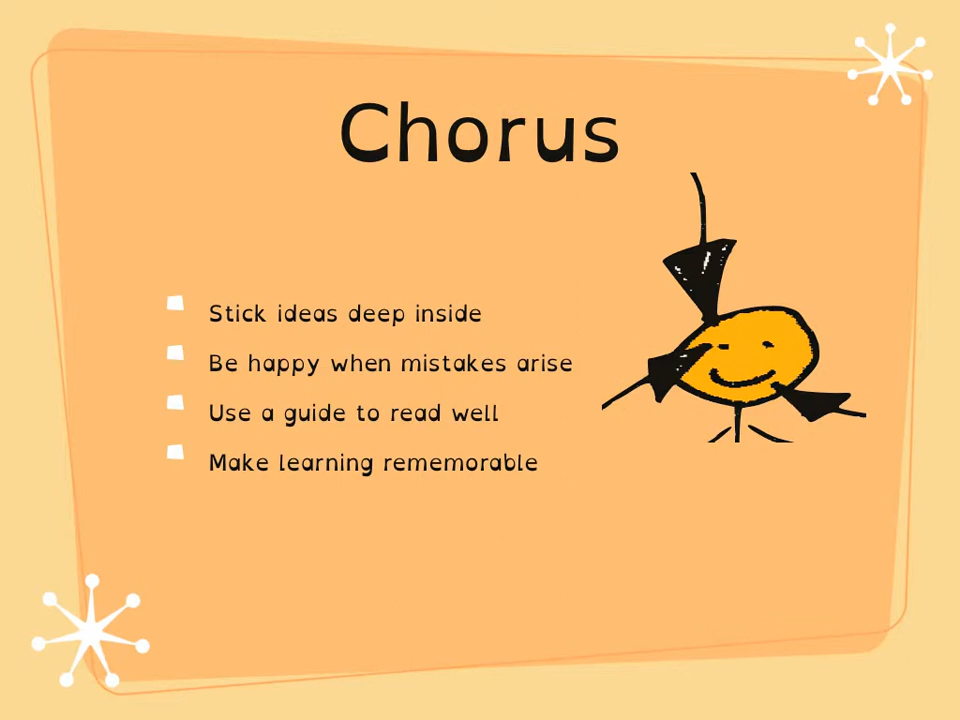 Chorus
Stick ideas deep inside
Be happy when mistakes arise
Use a guide to read well
Make learning rememorable